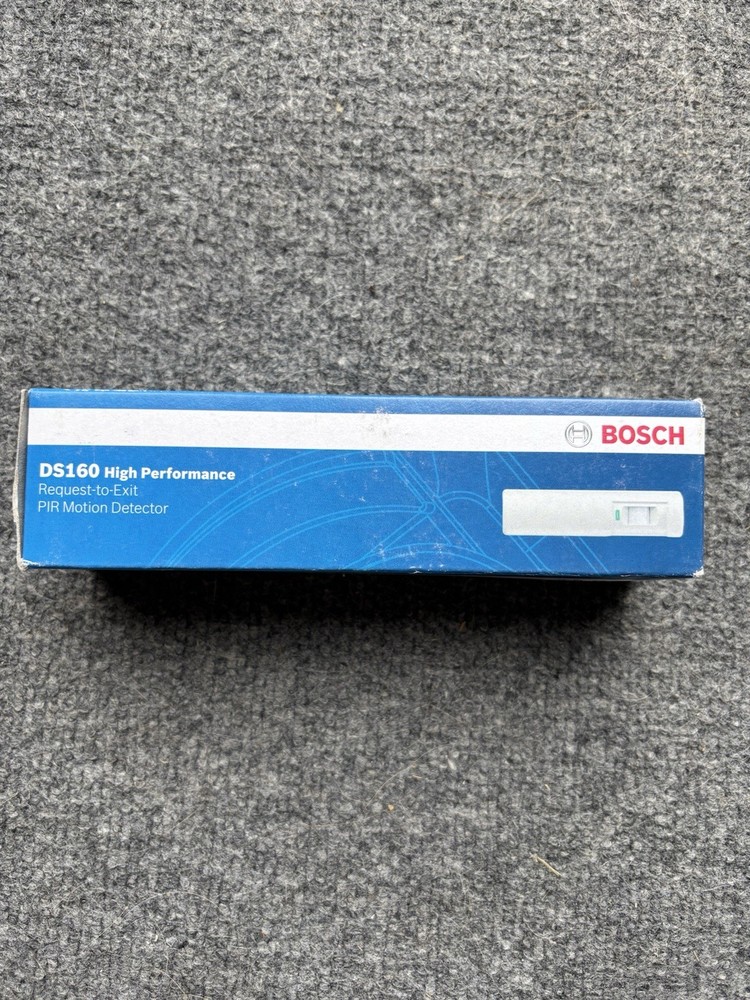 BOSCH
DS160 High Performance
Request-to-Exit
PIR Motion Detector